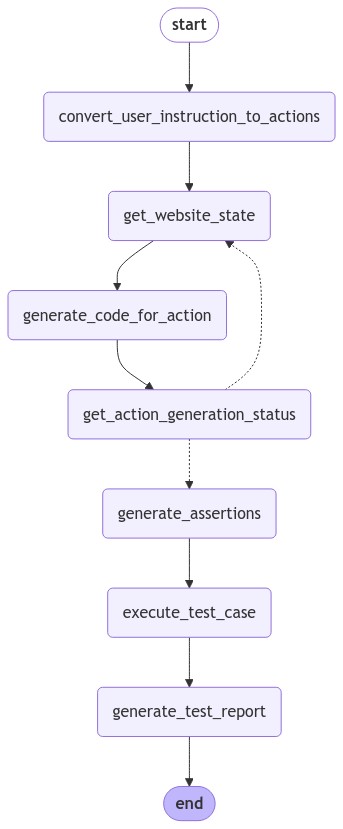 start
convert_user_instruction_to_actions
get_website_state
generate_code_for_action
get_action_generation_status
generate_assertions
execute_test_case
generate_test_report
end